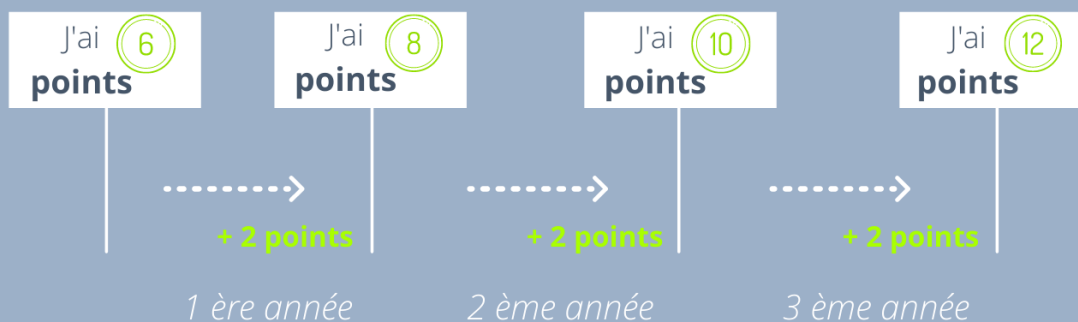 J'ai 6
points
J'ai 8
points
J'ai 10
points
J'ai 12
points
+ 2 points
+ 2 points
+ 2 points
1 ère année
2 ème année
3 ème année